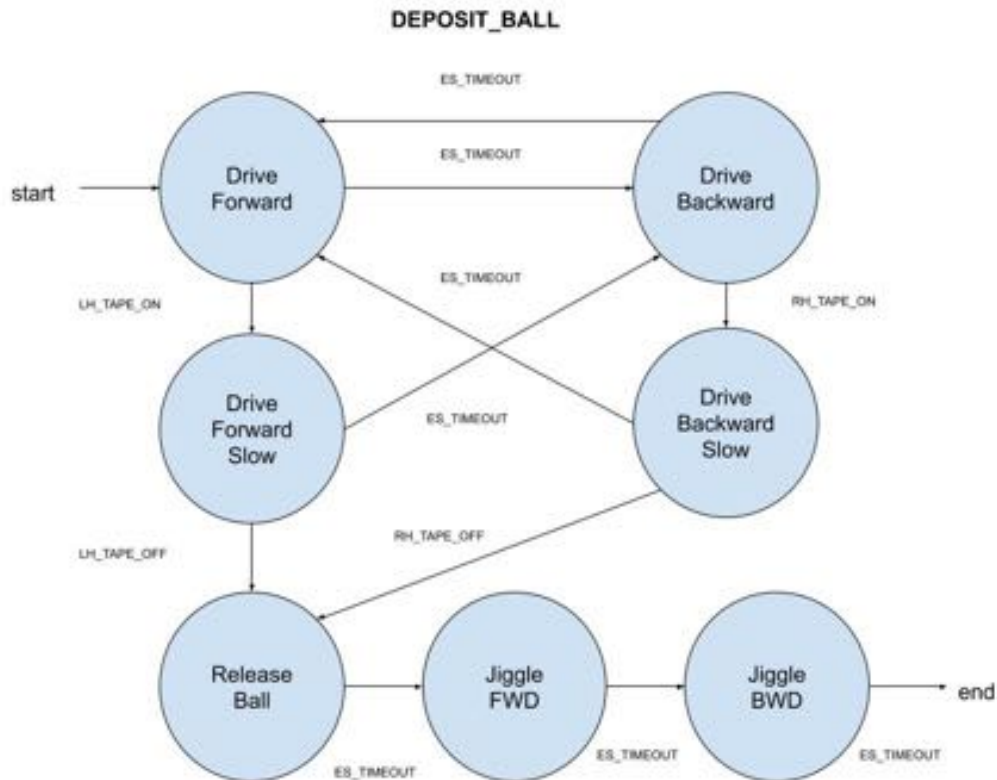 DEPOSIT_BALL
ES_TIMEOUT
ES_TIMEOUT
start
Drive
Forward
Drive
Backward
ES_TIMEOUT
LH_TAPE_ON
RH_TAPE_ON
Drive
Forward
Slow
ES_TIMEOUT
Drive
Backward
Slow
LH_TAPE_OFF
RH_TAPE_OFF
Release
Ball
Jiggle
FWD
Jiggle
BWD
end
ES_TIMEOUT
ES_TIMEOUT
ES_TIMEOUT